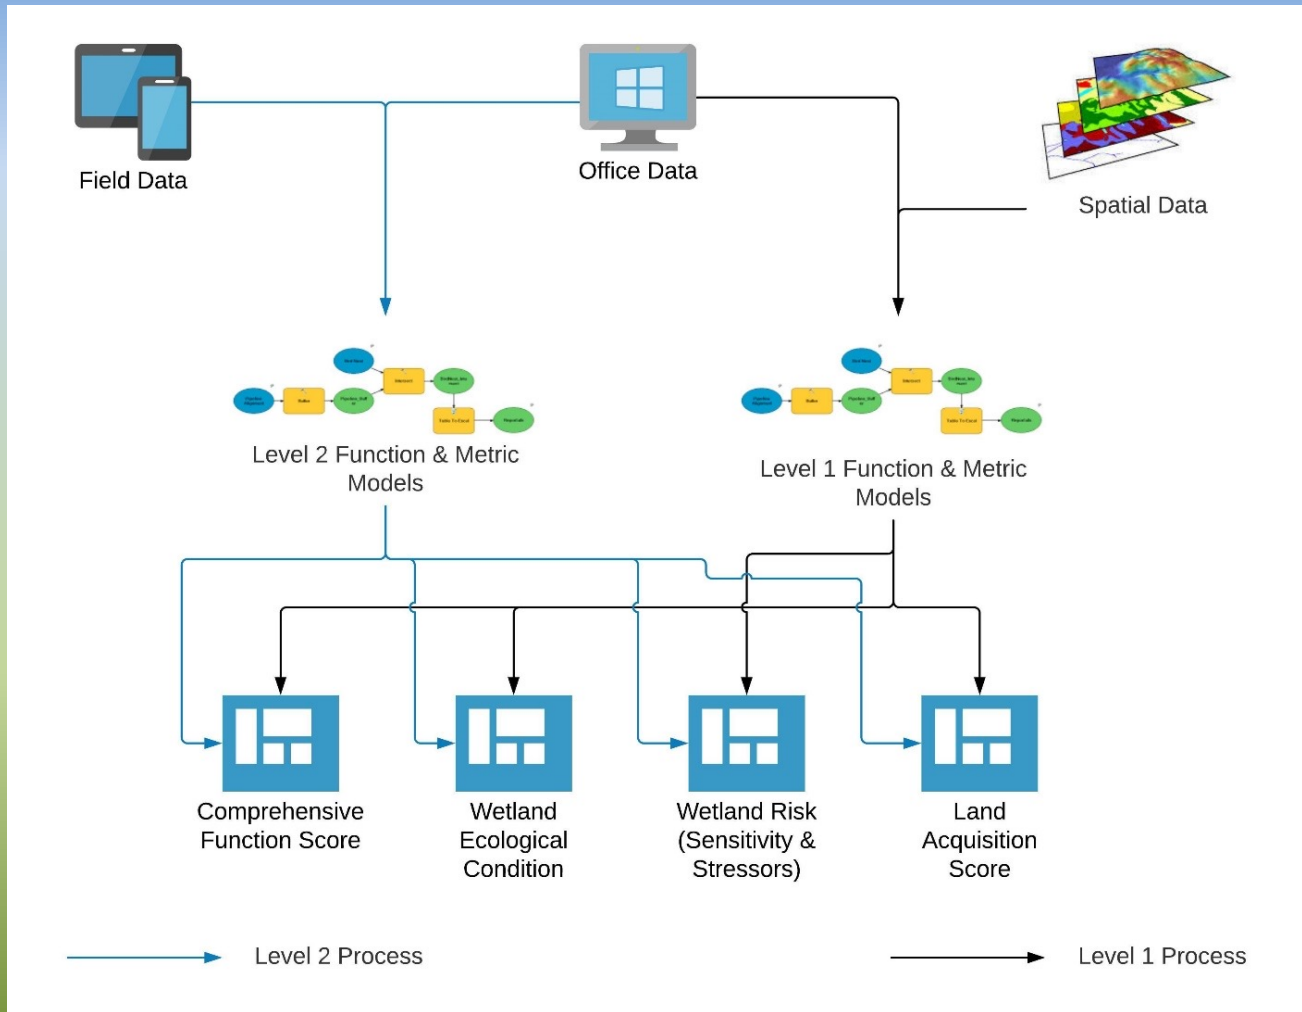 Field Data
Office Data
Spatial Data
Level 2 Function & Metric
Models
Level 1 Function & Metric
Models
Comprehensive
Function Score
Wetland
Ecological
Condition
Wetland Risk
(Sensitivity &
Stressors)
Land
Acquisition
Score
Level 2 Process
Level 1 Process